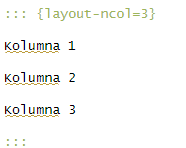 ::: {layout-ncol=3}
Kolumna 1
Kolumna 2
Kolumna 3
:::